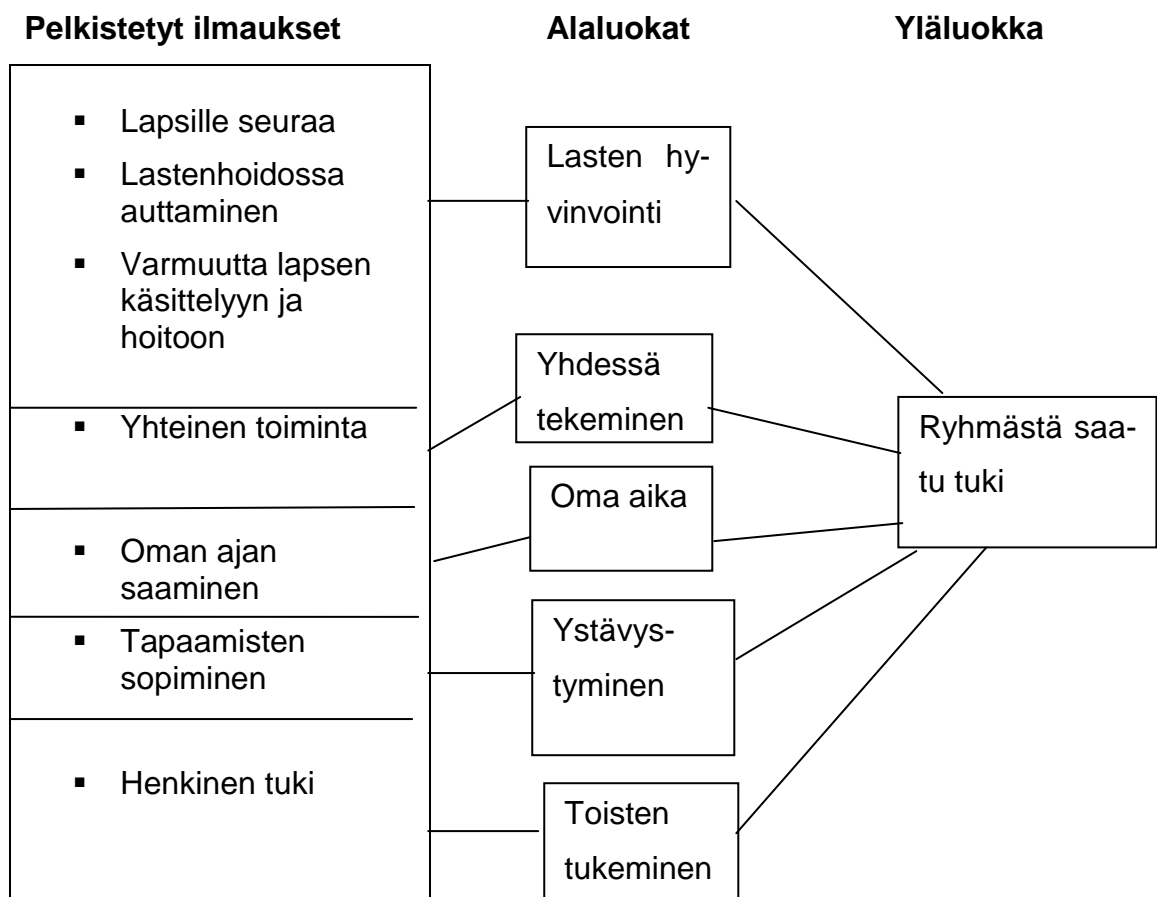 Pelkistetyt ilmaukset
Alaluokat
Yläluokka
▪ Lapsille seuraa
▪ Lastenhoidossa
auttaminen
▪ Varmuutta lapsen
käsittelyyn ja
hoitoon
▪ Yhteinen toiminta
▪ Oman ajan
saaminen
▪ Tapaamisten
sopiminen
▪ Henkinen tuki
Lasten hy-
vinvointi
Yhdessä
tekeminen
Oma aika
Ystävys-
tyminen
Toisten
tukeminen
Ryhmästä saa-
tu tuki